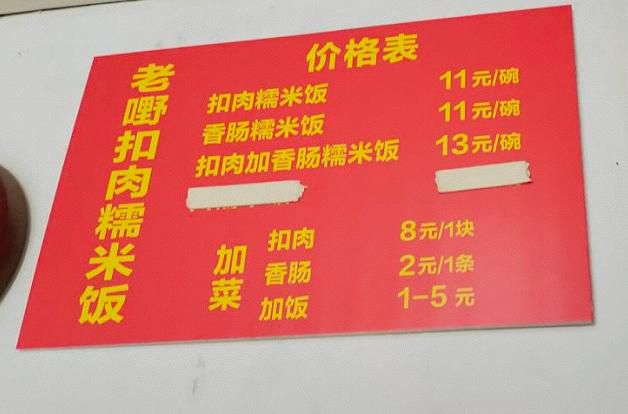 价格表
老嘢扣肉糯米饭
扣肉糯米饭 11元/碗
香肠糯米饭 11元/碗
扣肉加香肠糯米饭 13元/碗
加菜
扣肉 8元/1块
香肠 2元/1条
加饭 1-5元